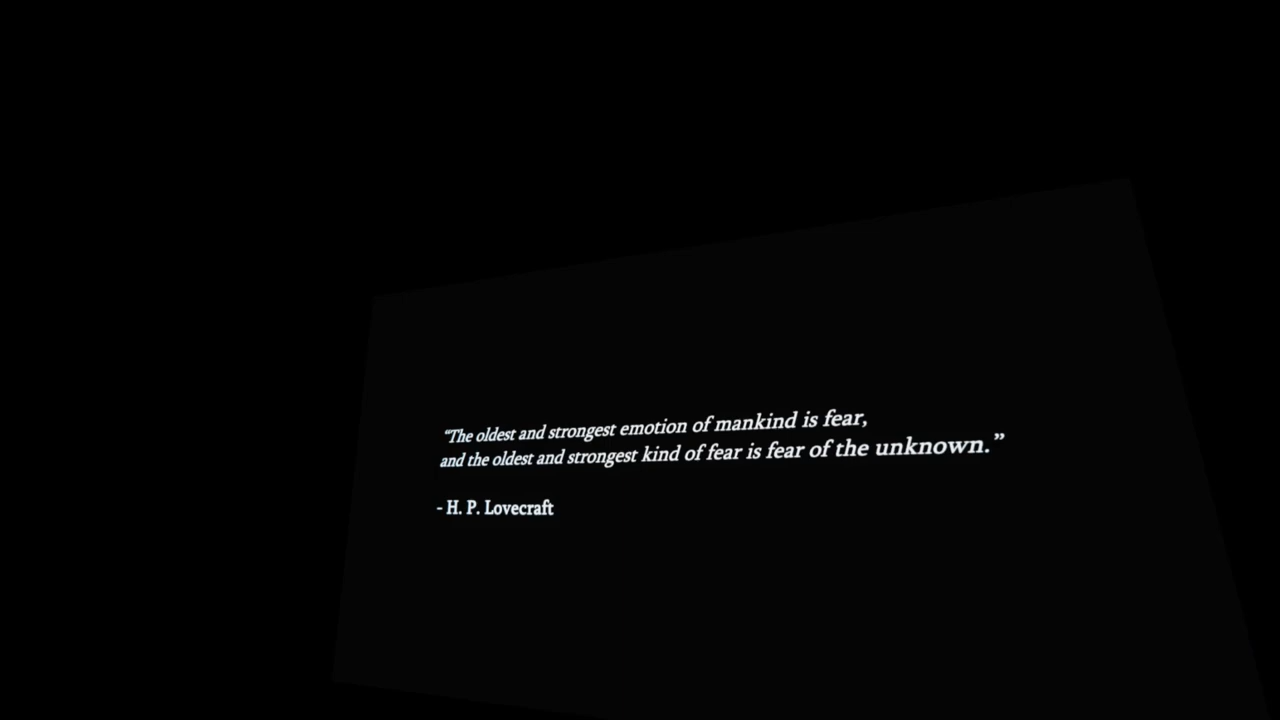 “The oldest and strongest emotion of mankind is fear,
and the oldest and strongest kind of fear is fear of the unknown.”
- H. P. Lovecraft